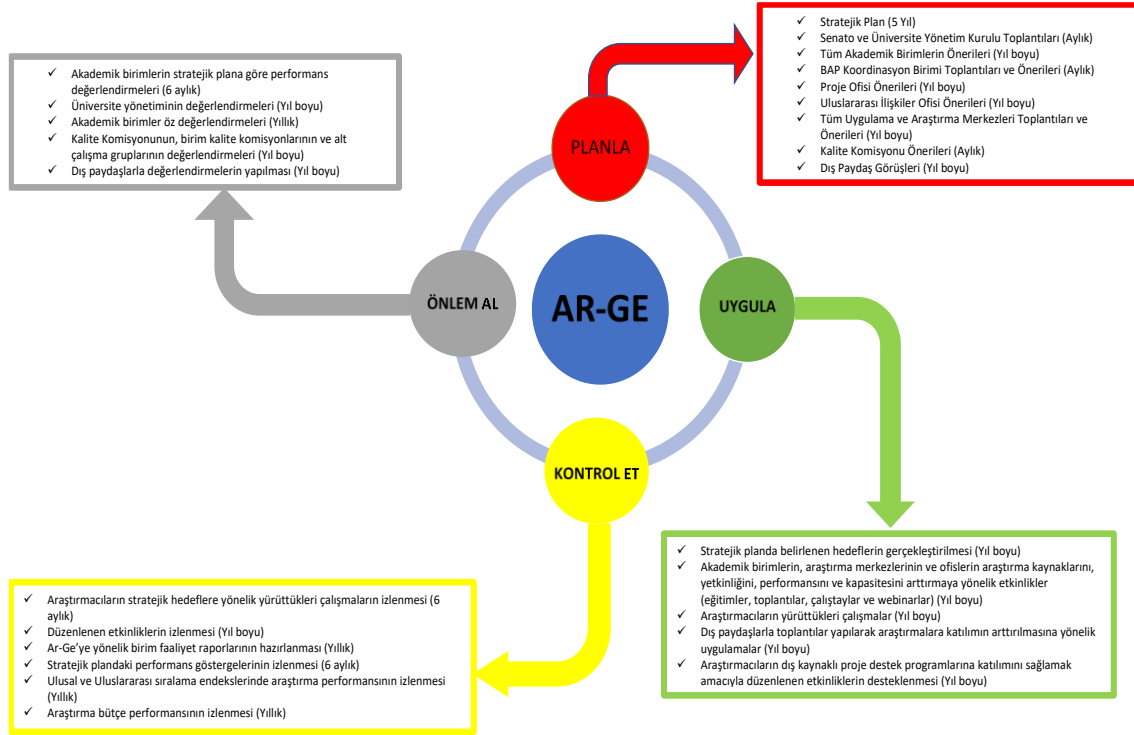 ✓ Stratejik Plan (5 Yıl)
✓ Senato ve Üniversite Yönetim Kurulu Toplantıları (Aylık)
✓ Tüm Akademik Birimlerin Önerileri (Yıl boyu)
✓ BAP Koordinasyon Birimi Toplantıları ve Önerileri (Aylık)
✓ Proje Ofisi Önerileri (Yıl boyu)
✓ Uluslararası İlişkiler Ofisi Önerileri (Yıl boyu)
✓ Tüm Uygulama ve Araştırma Merkezleri Toplantıları ve
Önerileri (Yıl boyu)
✓ Kalite Komisyonu Önerileri (Aylık)
✓ Dış Paydaş Görüşleri (Yıl boyu)
✓ Akademik birimlerin stratejik plana göre performans
değerlendirmeleri (6 aylık)
✓ Üniversite yönetiminin değerlendirmeleri (Yıl boyu)
✓ Akademik birimler öz değerlendirmeleri (Yıllık)
✓ Kalite Komisyonunun, birim kalite komisyonlarının ve alt
çalışma gruplarının değerlendirmeleri (Yıl boyu)
✓ Dış paydaşlarla değerlendirmelerin yapılması (Yıl boyu)
PLANLA
ÖNLEM AL
AR-GE
UYGULA
KONTROL ET
✓ Stratejik planda belirlenen hedeflerin gerçekleştirilmesi (Yıl boyu)
✓ Akademik birimlerin, araştırma merkezlerinin ve ofislerin araştırma kaynaklarını,
yetkinliğini, performansını ve kapasitesini arttırmaya yönelik etkinlikler
(eğitimler, toplantılar, çalıştaylar ve webinarlar) (Yıl boyu)
✓ Araştırmacıların yürüttükleri çalışmalar (Yıl boyu)
✓ Dış paydaşlarla toplantılar yapılarak araştırmalara katılımın arttırılmasına yönelik
uygulamalar (Yıl boyu)
✓ Araştırmacıların dış kaynaklı proje destek programlarına katılımını sağlamak
amacıyla düzenlenen etkinliklerin desteklenmesi (Yıl boyu)
✓ Araştırmacıların stratejik hedeflere yönelik yürüttükleri çalışmaların izlenmesi (6
aylık)
✓ Düzenlenen etkinliklerin izlenmesi (Yıl boyu)
✓ Ar-Ge'ye yönelik birim faaliyet raporlarının hazırlanması (Yıllık)
✓ Stratejik plandaki performans göstergelerinin izlenmesi (6 aylık)
✓ Ulusal ve Uluslararası sıralama endekslerinde araştırma performansının izlenmesi
(Yıllık)
✓ Araştırma bütçe performansının izlenmesi (Yıllık)